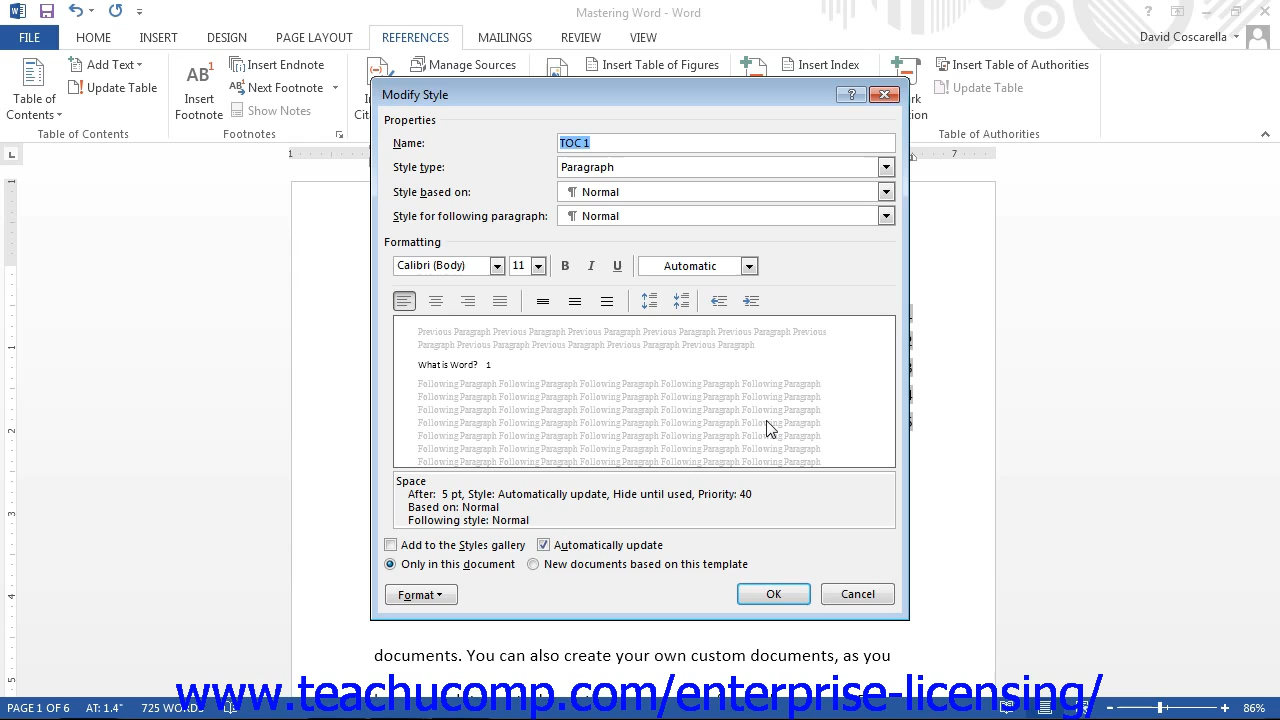 Mastering Word - Word
FILE HOME INSERT DESIGN PAGE LAYOUT REFERENCES MAILINGS REVIEW VIEW David Coscarella
Add Text Insert Endnote Manage Sources Insert Table of Figures Insert Index Insert Table of Authorities
Table of Contents Update Table AB1 Insert Footnote Next Footnote Update Table
Show Notes
Table of Contents Footnotes Table of Authorities
Modify Style
Properties
Name: TOC 1
Style type: Paragraph
Style based on: ¶ Normal
Style for following paragraph: ¶ Normal
Formatting
Calibri (Body) 11 B I U Automatic
Previous Paragraph Previous Paragraph Previous Paragraph Previous Paragraph Previous Paragraph Previous
Paragraph Previous Paragraph Previous Paragraph Previous Paragraph Previous Paragraph
What is Word? 1
Following Paragraph Following Paragraph Following Paragraph Following Paragraph Following Paragraph
Following Paragraph Following Paragraph Following Paragraph Following Paragraph Following Paragraph
Following Paragraph Following Paragraph Following Paragraph Following Paragraph Following Paragraph
Following Paragraph Following Paragraph Following Paragraph Following Paragraph Following Paragraph
Following Paragraph Following Paragraph Following Paragraph Following Paragraph Following Paragraph
Following Paragraph Following Paragraph Following Paragraph Following Paragraph Following Paragraph
Following Paragraph Following Paragraph Following Paragraph Following Paragraph Following Paragraph
Space
After: 5 pt, Style: Automatically update, Hide until used, Priority: 40
Based on: Normal
Following style: Normal
Add to the Styles gallery Automatically update
Only in this document New documents based on this template
Format OK Cancel
documents. You can also create your own custom documents, as you
www.teachucomp.com/enterprise-licensing/
PAGE 1 OF 6 AT: 1.4" 725 WORDS 86%